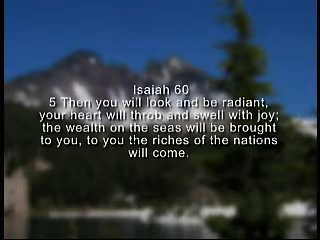 Isaiah 60
5 Then you will look and be radiant,
your heart will throb and swell with joy;
the wealth on the seas will be brought
to you, to you the riches of the nations
will come.